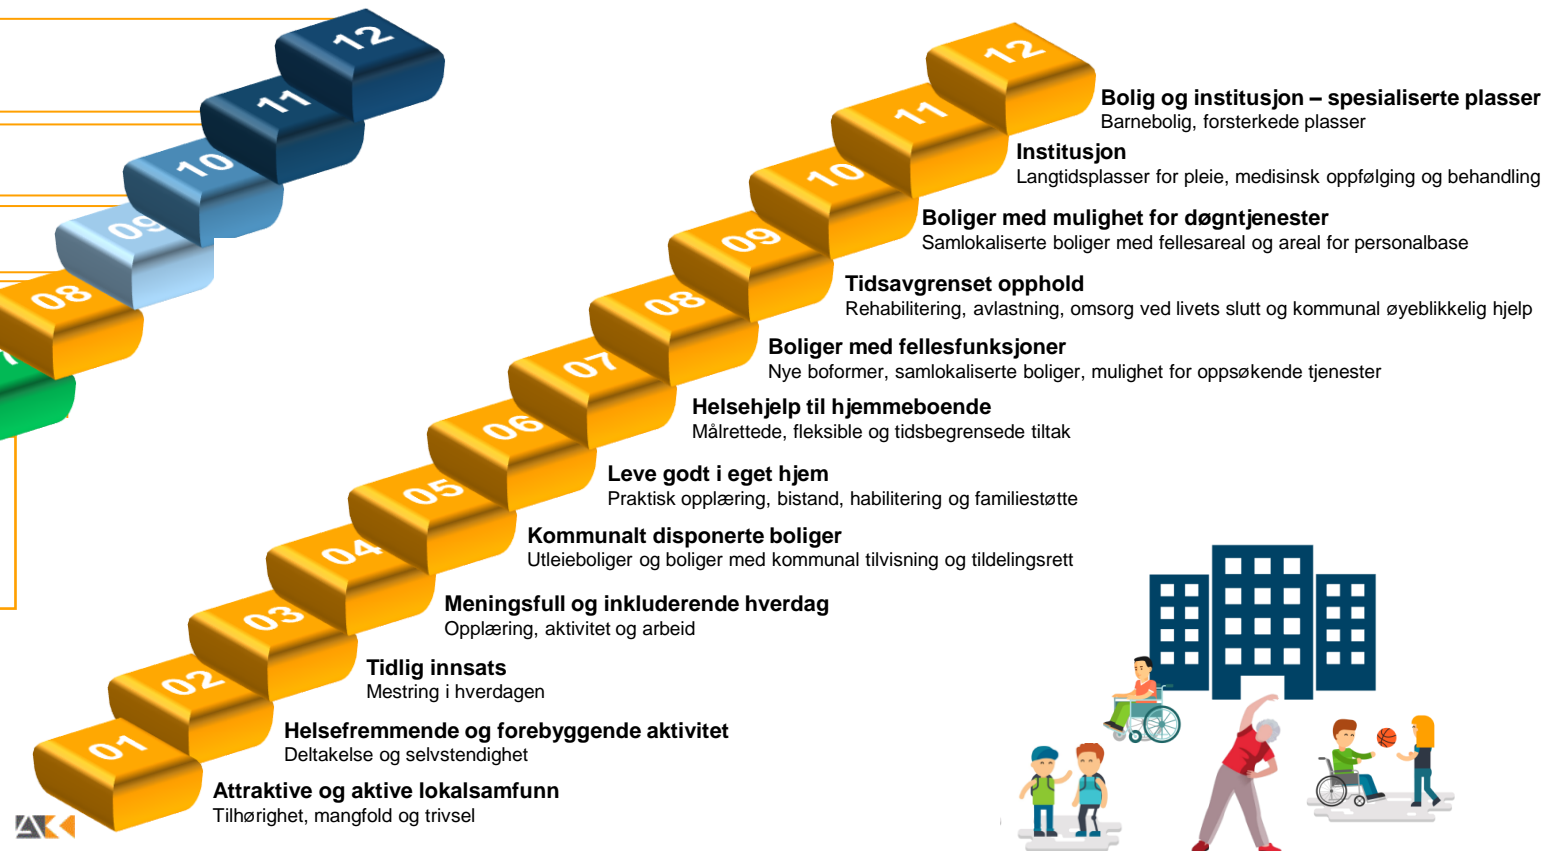 12
11
10
09
08
12
Bolig og institusjon – spesialiserte plasser
Barnebolig, forsterkede plasser
11
Institusjon
Langtidsplasser for pleie, medisinsk oppfølging og behandling
10
Boliger med mulighet for døgntjenester
Samlokaliserte boliger med fellesareal og areal for personalbase
09
Tidsavgrenset opphold
Rehabilitering, avlastning, omsorg ved livets slutt og kommunal øyeblikkelig hjelp
08
Boliger med fellesfunksjoner
Nye boformer, samlokaliserte boliger, mulighet for oppsøkende tjenester
07
Helsehjelp til hjemmeboende
Målrettede, fleksible og tidsbegrensede tiltak
06
Leve godt i eget hjem
Praktisk opplæring, bistand, habilitering og familiestøtte
05
Kommunalt disponerte boliger
Utleieboliger og boliger med kommunal tilvisning og tildelingsrett
04
Meningsfull og inkluderende hverdag
Opplæring, aktivitet og arbeid
03
Tidlig innsats
Mestring i hverdagen
02
Helsefremmende og forebyggende aktivitet
Deltakelse og selvstendighet
01
Attraktive og aktive lokalsamfunn
Tilhørighet, mangfold og trivsel